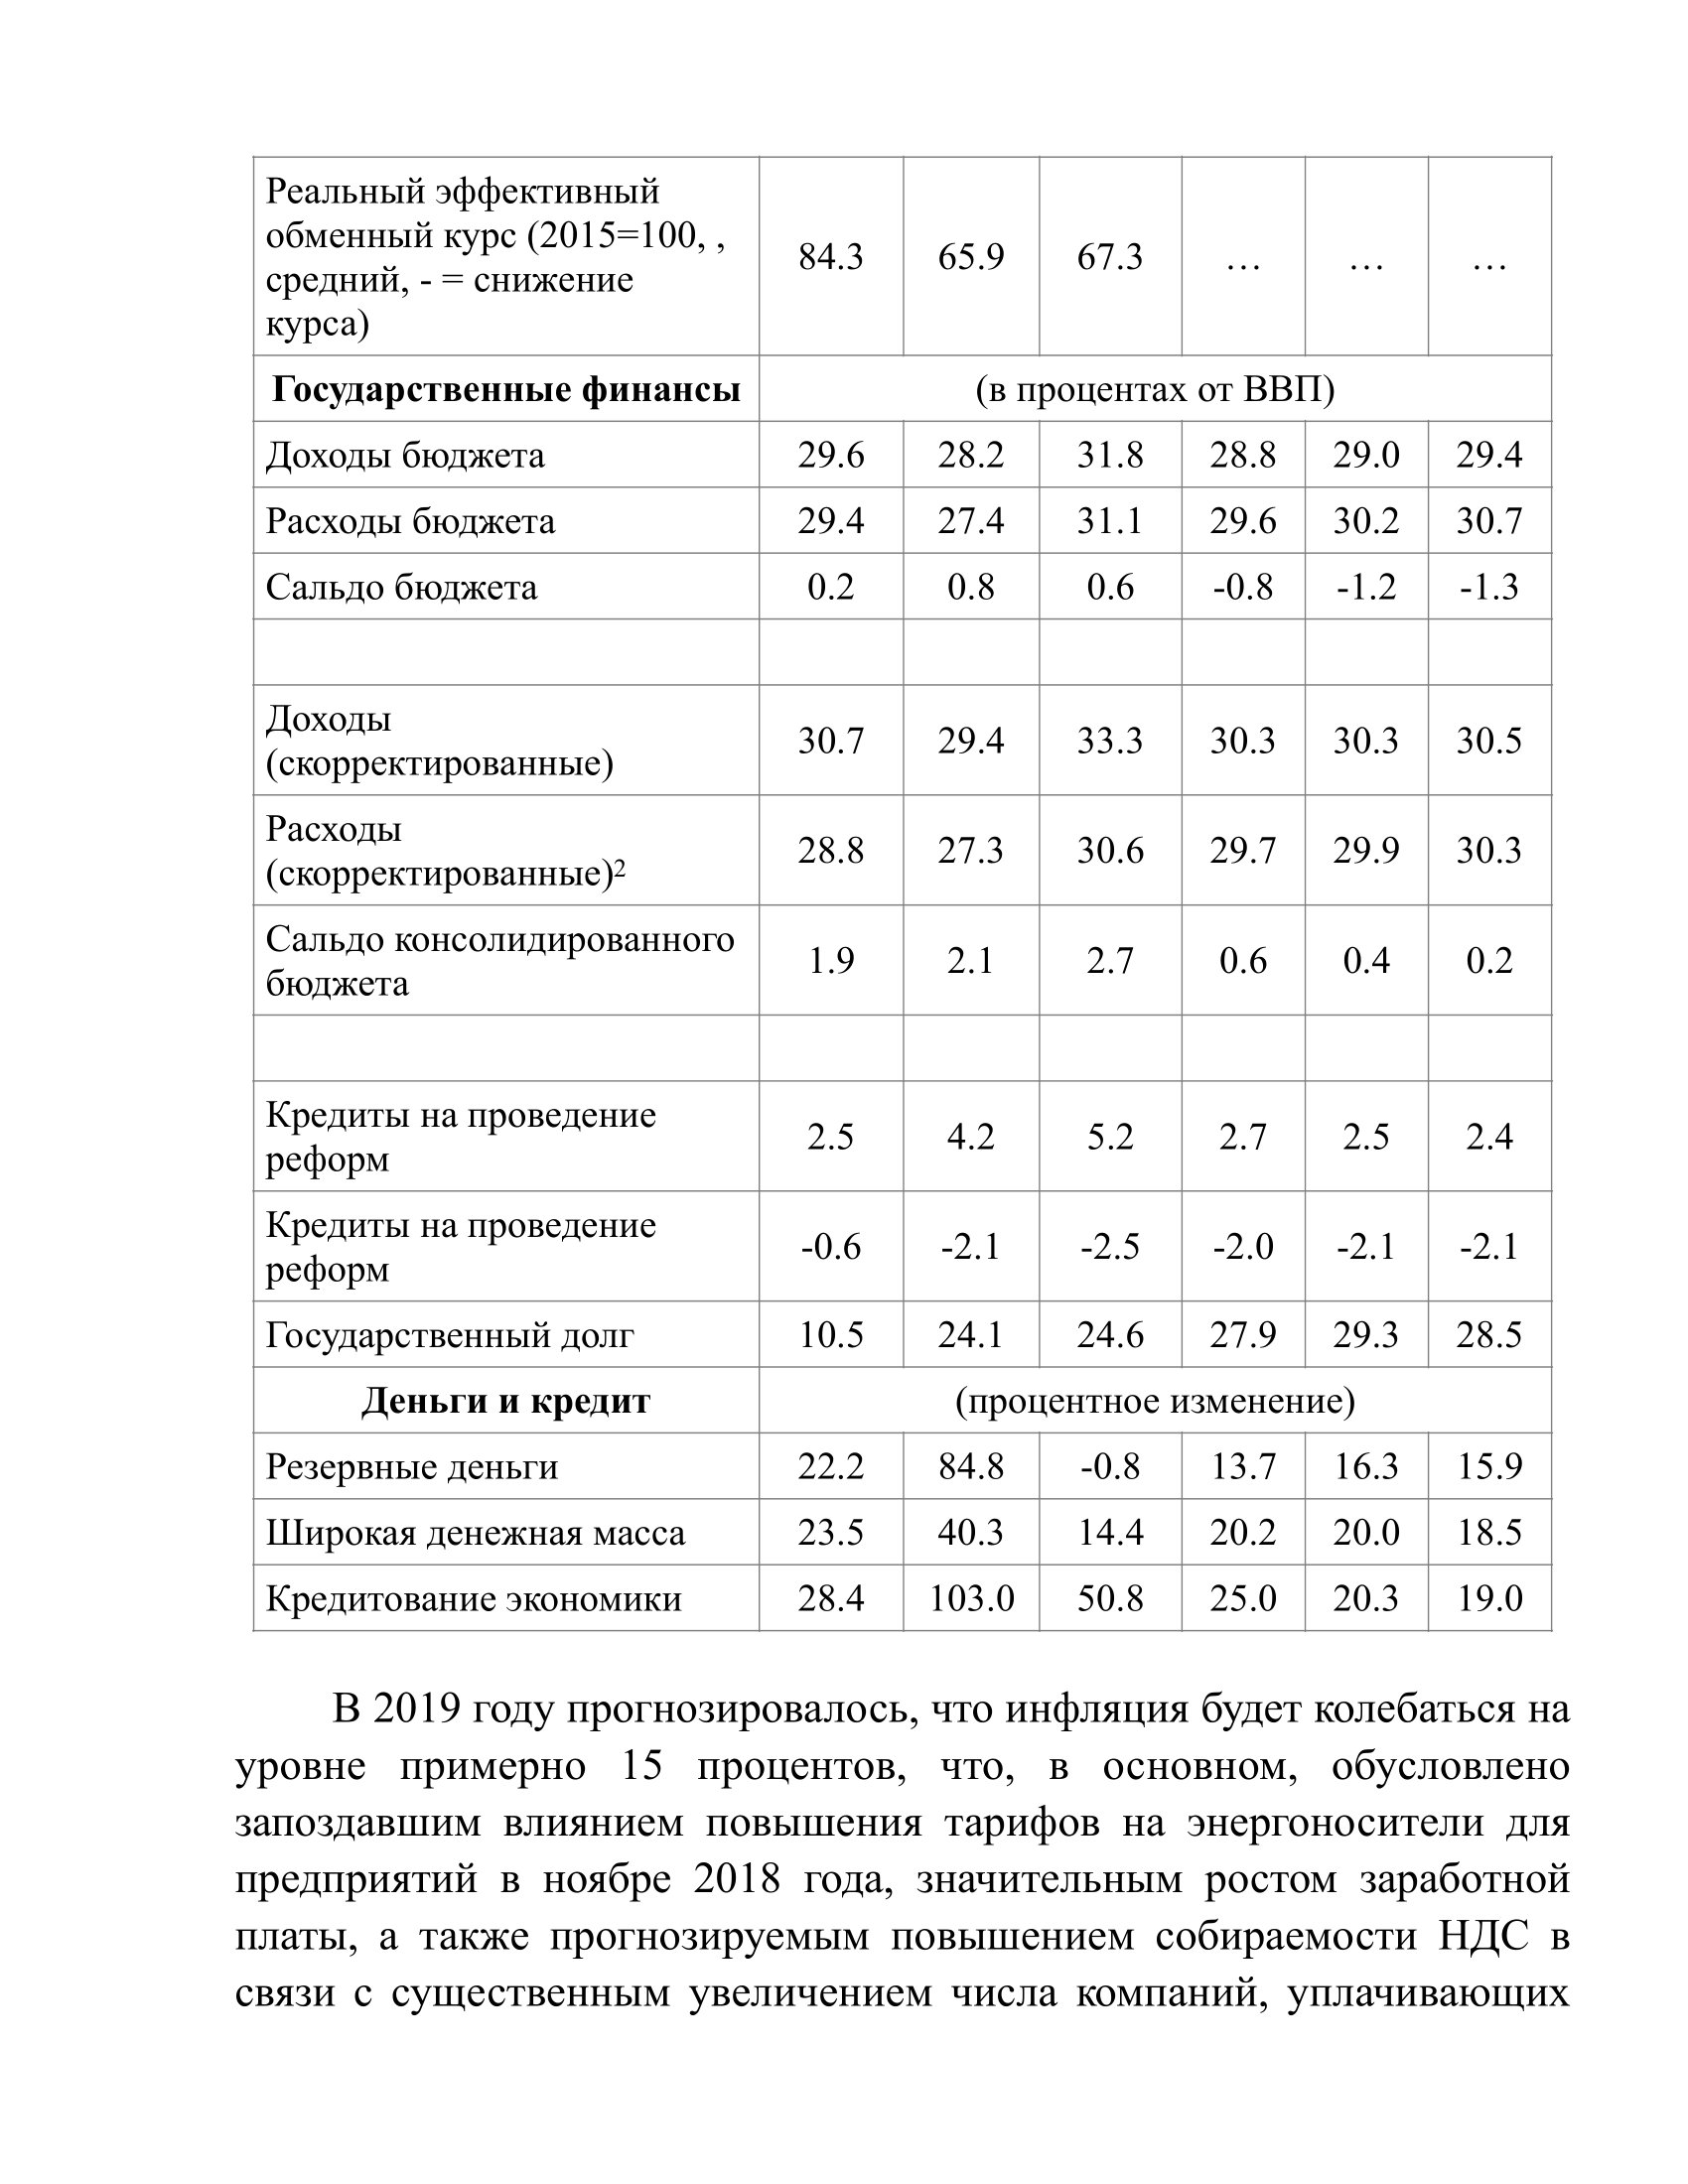 Реальный эффективный
обменный курс (2015=100, ,
средний, - = снижение
курса) 84.3 65.9 67.3 … … …
Государственные финансы (в процентах от ВВП)
Доходы бюджета 29.6 28.2 31.8 28.8 29.0 29.4
Расходы бюджета 29.4 27.4 31.1 29.6 30.2 30.7
Сальдо бюджета 0.2 0.8 0.6 -0.8 -1.2 -1.3
Доходы
(скорректированные) 30.7 29.4 33.3 30.3 30.3 30.5
Расходы
(скорректированные)² 28.8 27.3 30.6 29.7 29.9 30.3
Сальдо консолидированного
бюджета 1.9 2.1 2.7 0.6 0.4 0.2
Кредиты на проведение
реформ 2.5 4.2 5.2 2.7 2.5 2.4
Кредиты на проведение
реформ -0.6 -2.1 -2.5 -2.0 -2.1 -2.1
Государственный долг 10.5 24.1 24.6 27.9 29.3 28.5
Деньги и кредит (процентное изменение)
Резервные деньги 22.2 84.8 -0.8 13.7 16.3 15.9
Широкая денежная масса 23.5 40.3 14.4 20.2 20.0 18.5
Кредитование экономики 28.4 103.0 50.8 25.0 20.3 19.0
В 2019 году прогнозировалось, что инфляция будет колебаться на
уровне примерно 15 процентов, что, в основном, обусловлено
запоздавшим влиянием повышения тарифов на энергоносители для
предприятий в ноябре 2018 года, значительным ростом заработной
платы, а также прогнозируемым повышением собираемости НДС в
связи с существенным увеличением числа компаний, уплачивающих